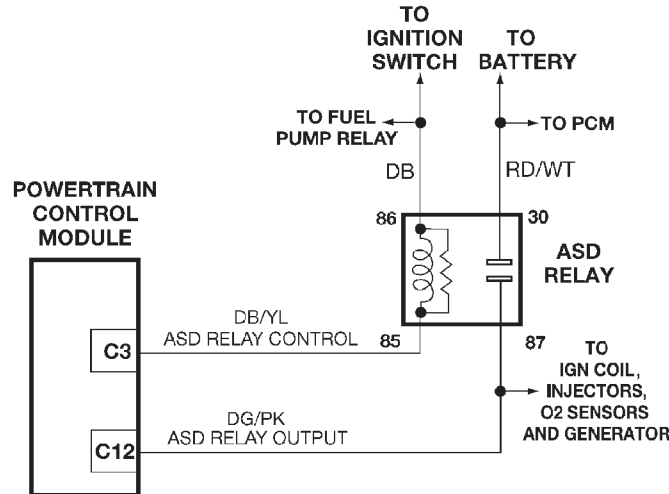 TO
IGNITION
SWITCH
TO
BATTERY
TO FUEL
PUMP RELAY
TO PCM
DB
RD/WT
POWERTRAIN
CONTROL
MODULE
86
30
ASD
RELAY
DB/YL
ASD RELAY CONTROL
C3
85
87
TO
IGN COIL,
INJECTORS,
O2 SENSORS
AND GENERATOR
DG/PK
ASD RELAY OUTPUT
C12